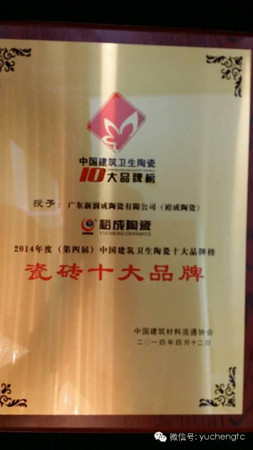 中国建筑卫生陶瓷
10大品牌榜
授予：广东新润成陶瓷有限公司（裕成陶瓷）
裕成陶瓷
YUCHENG CERAMICS
2014年度（第四届）中国建筑卫生陶瓷十大品牌榜
瓷砖十大品牌
中国建筑材料流通协会
二〇一四年四月十二日
微信号: yuchengtc